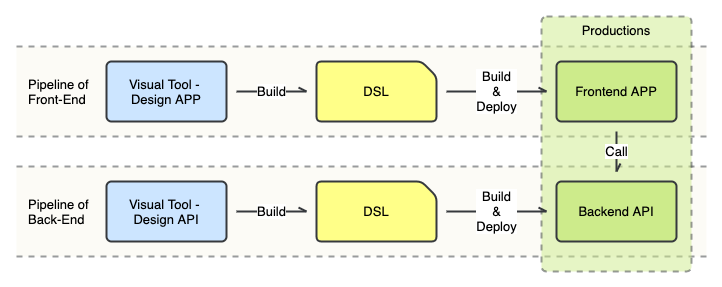 Productions
Pipeline of
Front-End
Visual Tool -
Design APP
Build
DSL
Build
&
Deploy
Frontend APP
Call
Pipeline of
Back-End
Visual Tool -
Design API
Build
DSL
Build
&
Deploy
Backend API